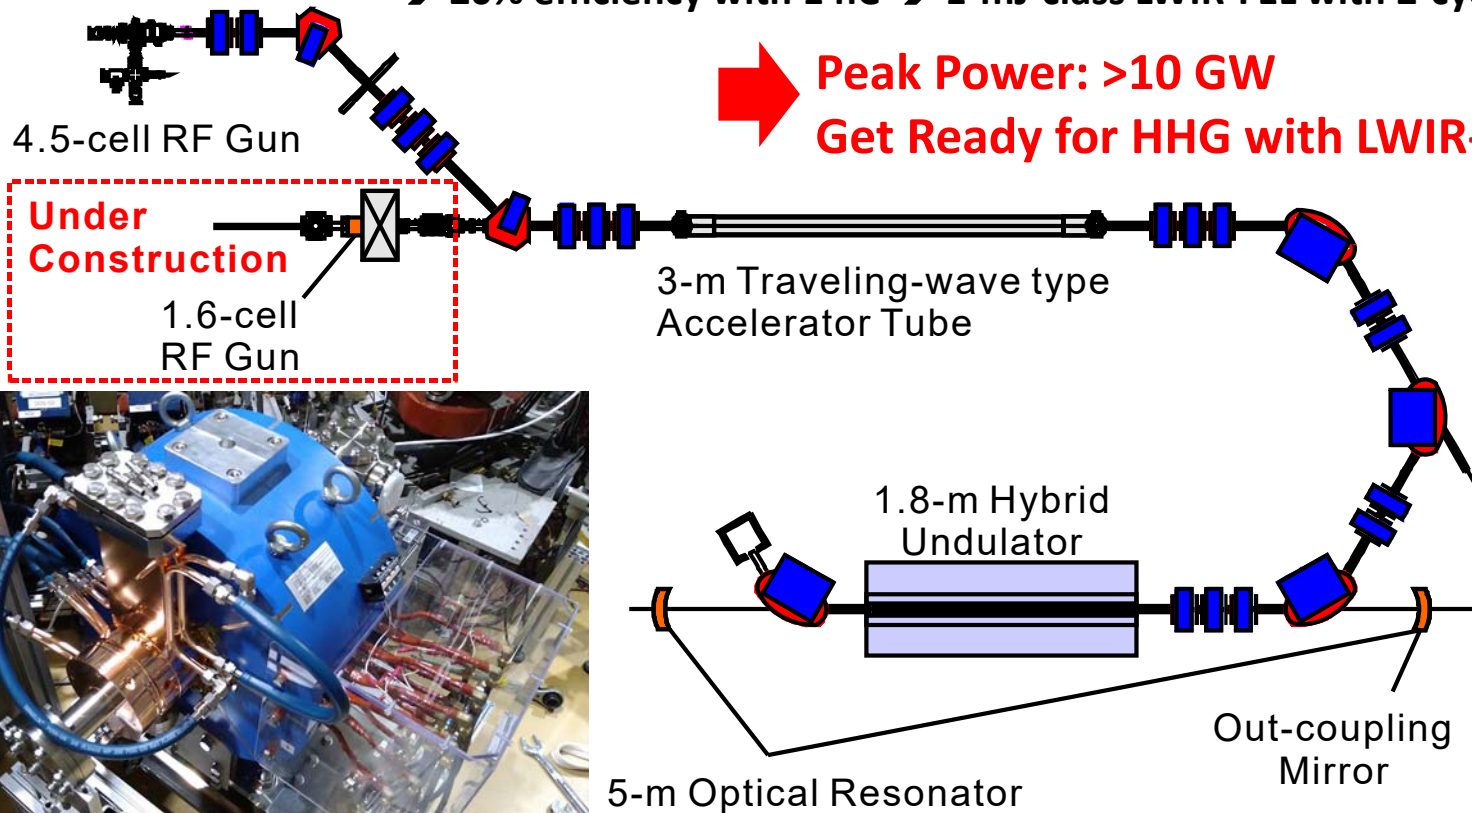 Peak Power: >10 GW
Get Ready for HHG with LWIR-
4.5-cell RF Gun
Under
Construction
1.6-cell
RF Gun
3-m Traveling-wave type
Accelerator Tube
1.8-m Hybrid
Undulator
Out-coupling
Mirror
5-m Optical Resonator